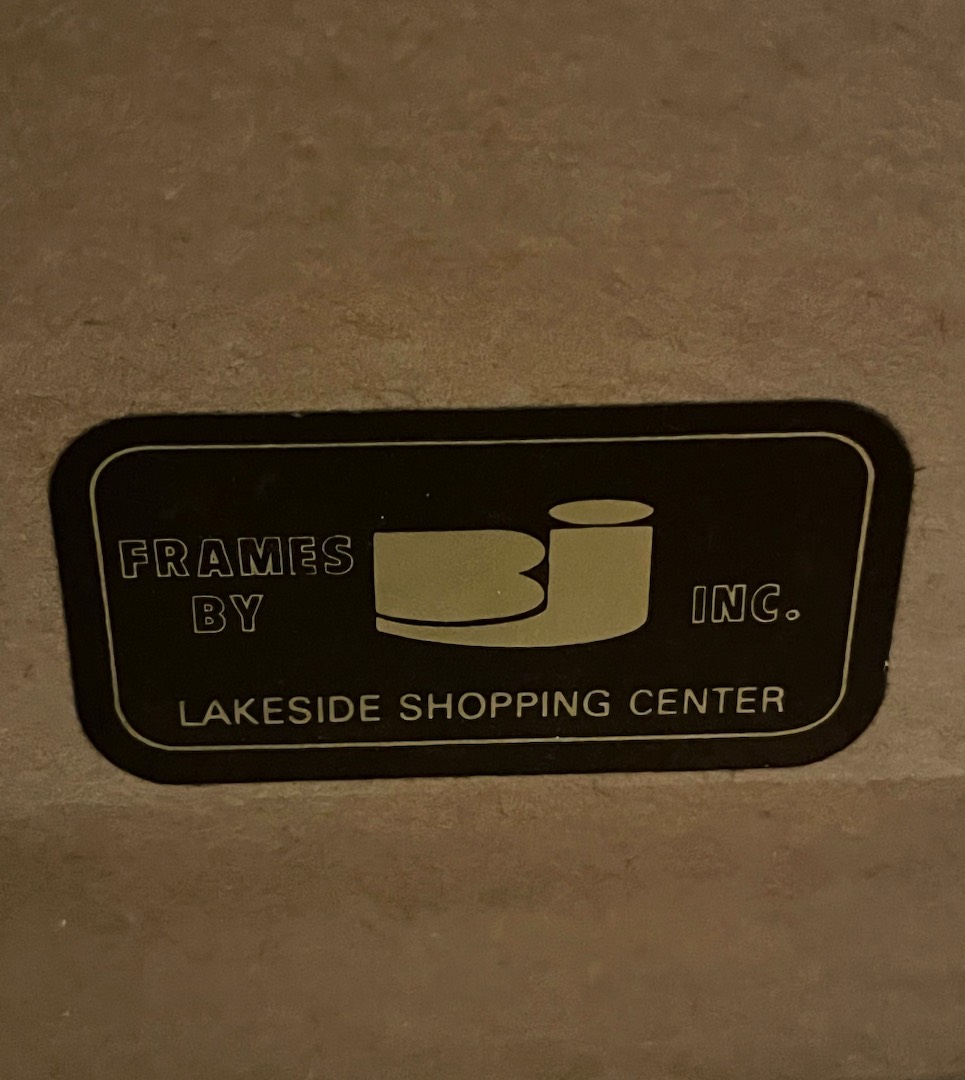 FRAMES
BY
Bj
INC.
LAKESIDE SHOPPING CENTER